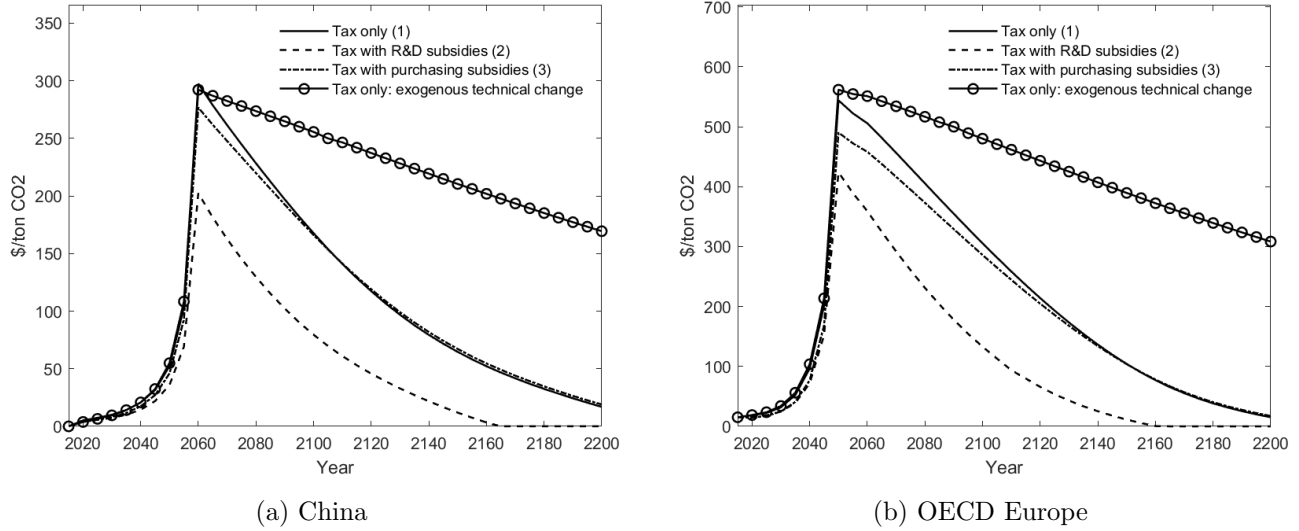 350
300
250
200
150
100
50
0
$/ton CO2
Tax only (1)
Tax with R&D subsidies (2)
Tax with purchasing subsidies (3)
Tax only: exogenous technical change
2020 2040 2060 2080 2100 2120 2140 2160 2180 2200
Year
(a) China
700
600
500
400
300
200
100
0
$/ton CO2
Tax only (1)
Tax with R&D subsidies (2)
Tax with purchasing subsidies (3)
Tax only: exogenous technical change
2020 2040 2060 2080 2100 2120 2140 2160 2180 2200
Year
(b) OECD Europe